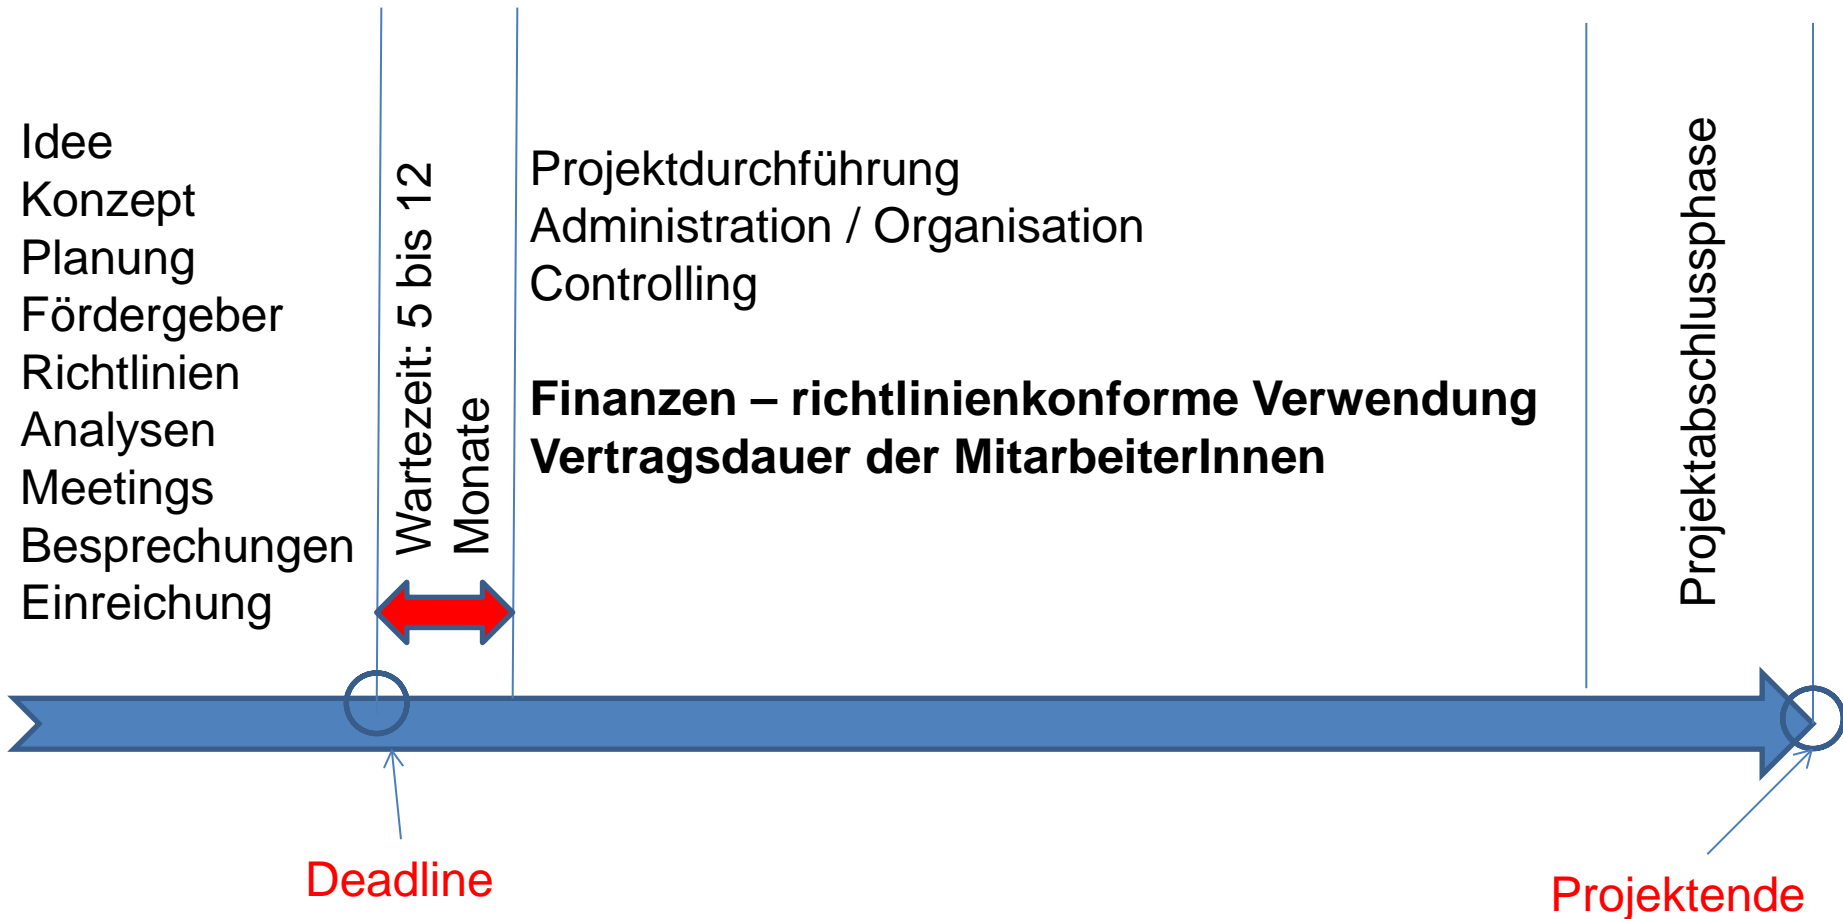 Idee
Konzept
Planung
Fördergeber
Richtlinien
Analysen
Meetings
Besprechungen
Einreichung
Wartezeit: 5 bis 12
Monate
Projektdurchführung
Administration / Organisation
Controlling
Finanzen – richtlinienkonforme Verwendung
Vertragsdauer der MitarbeiterInnen
Projektabschlussphase
Deadline
Projektende